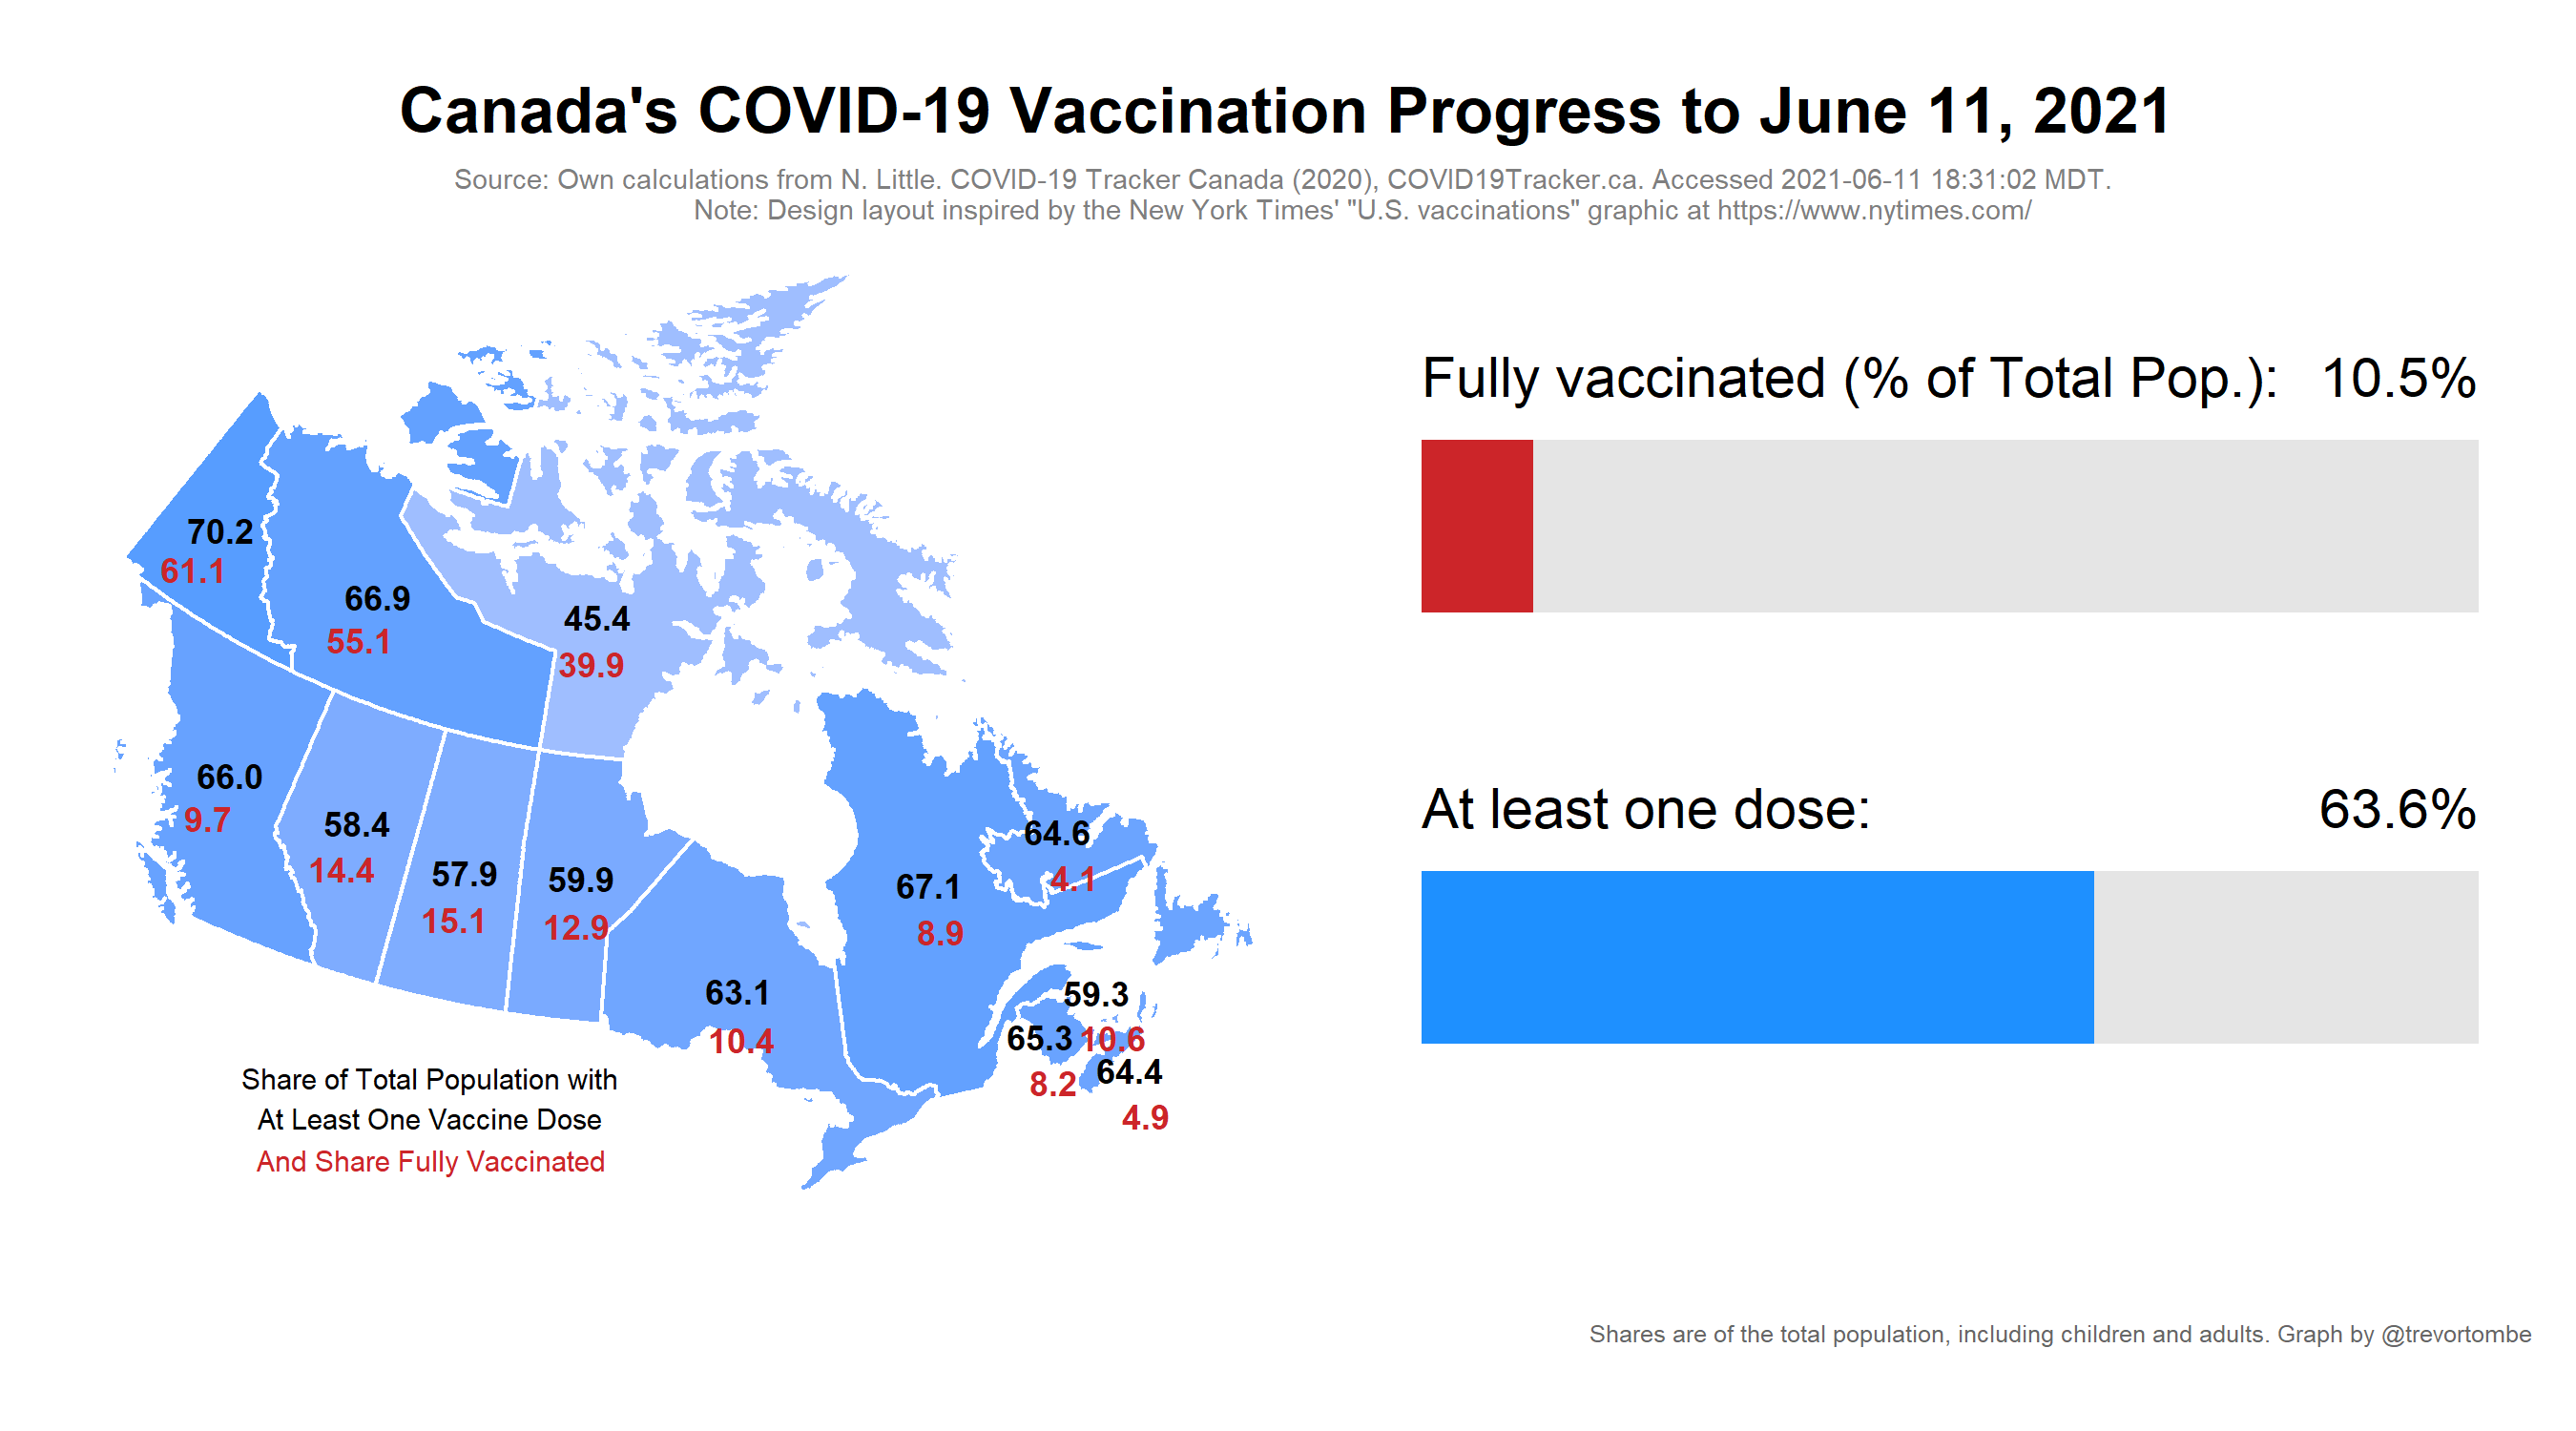 Canada's COVID-19 Vaccination Progress to June 11, 2021
Source: Own calculations from N. Little. COVID-19 Tracker Canada (2020), COVID19Tracker.ca. Accessed 2021-06-11 18:31:02 MDT.
Note: Design layout inspired by the New York Times' "U.S. vaccinations" graphic at https://www.nytimes.com/
70.2
61.1
66.9
55.1
45.4
39.9
66.0
9.7
58.4
14.4
57.9
15.1
59.9
12.9
63.1
10.4
67.1
8.9
64.6
4.1
59.3
10.6
65.3
8.2
64.4
4.9
Share of Total Population with
At Least One Vaccine Dose
And Share Fully Vaccinated
Fully vaccinated (% of Total Pop.): 10.5%
At least one dose: 63.6%
Shares are of the total population, including children and adults. Graph by @trevortombe